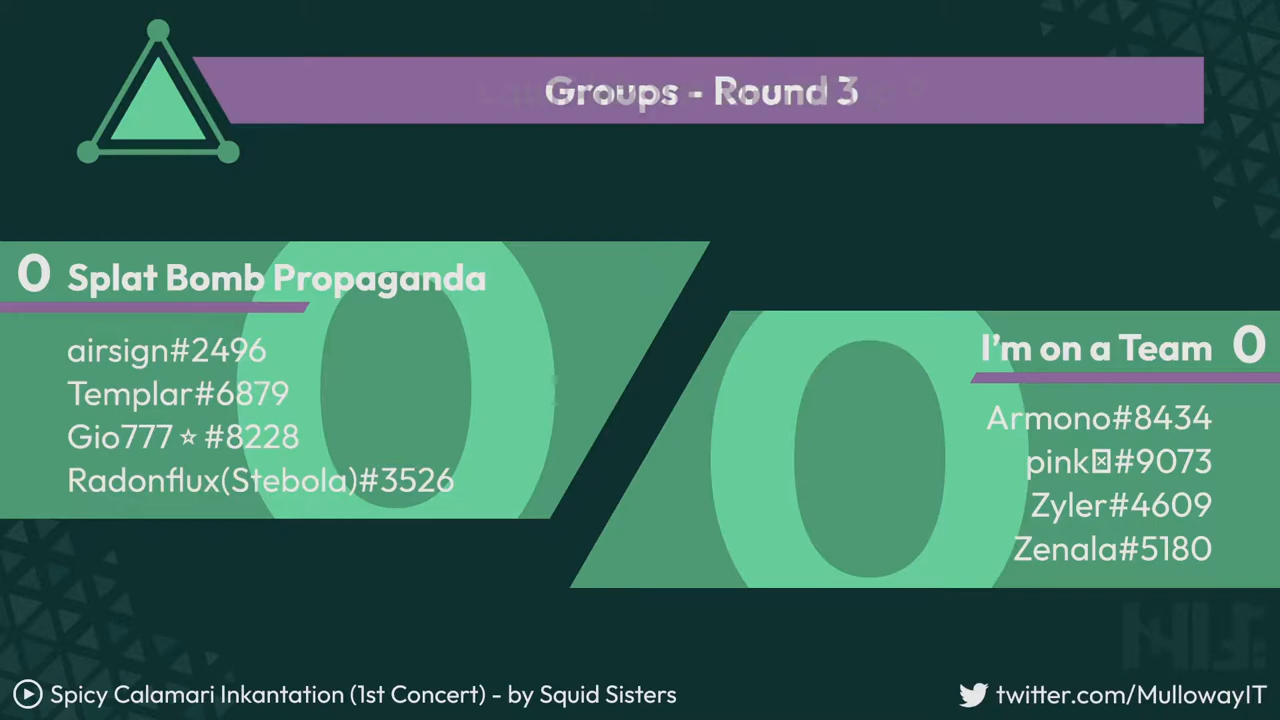 Groups - Round 3
0 Splat Bomb Propaganda
airsign#2496
Templar#6879
Gio777☆#8228
Radonflux(Stebola)#3526
0
I'm on a Team 0
Armono#8434
pink#9073
Zyler#4609
Zenala#5180
0
Spicy Calamari Inkantation (1st Concert) - by Squid Sisters
twitter.com/MullowayIT